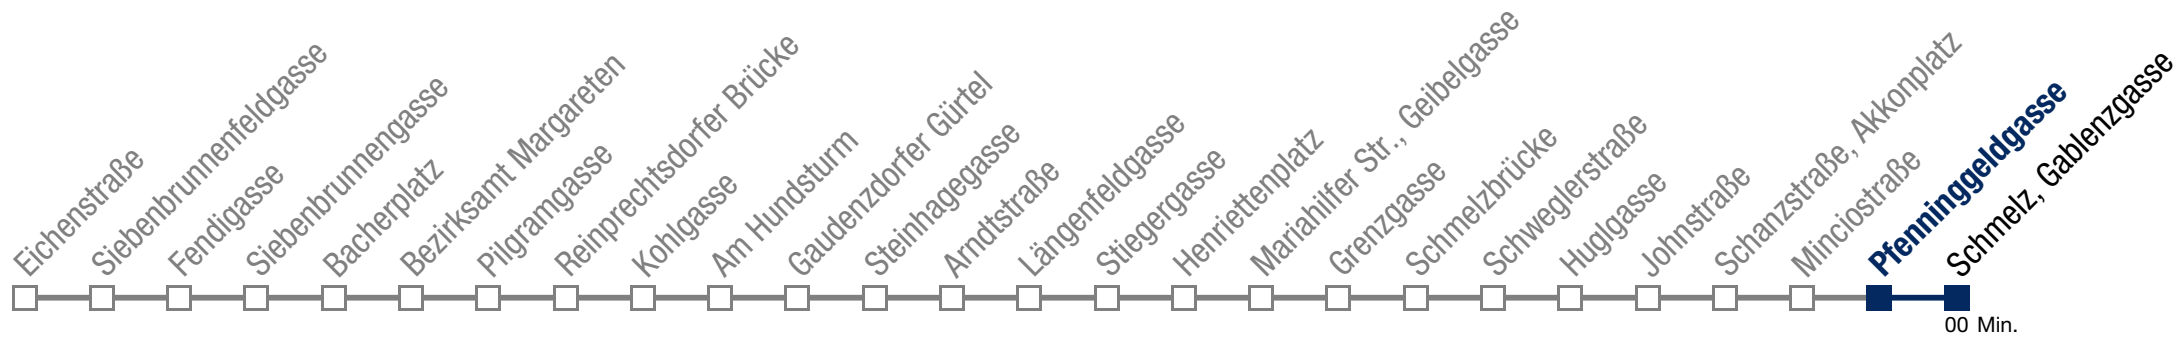 Eichenstraße
Siebenbrunnenfeldgasse
Fendigasse
Siebenbrunnengasse
Bacherplatz
Bezirksamt Margareten
Pilgramgasse
Reinprechtsdorfer Brücke
Kohlgasse
Am Hundsturm
Gaudenzdorfer Gürtel
Steinhagegasse
Arndtstraße
Längenfeldgasse
Stiegergasse
Henriettenplatz
Mariahilfer Str., Geibelgasse
Grenzgasse
Schmelzbrücke
Schweglerstraße
Huglgasse
Johnstraße
Schanzstraße, Akkonplatz
Minciostraße
Pfenninggeldgasse
Schmelz, Gablenzgasse
00 Min.